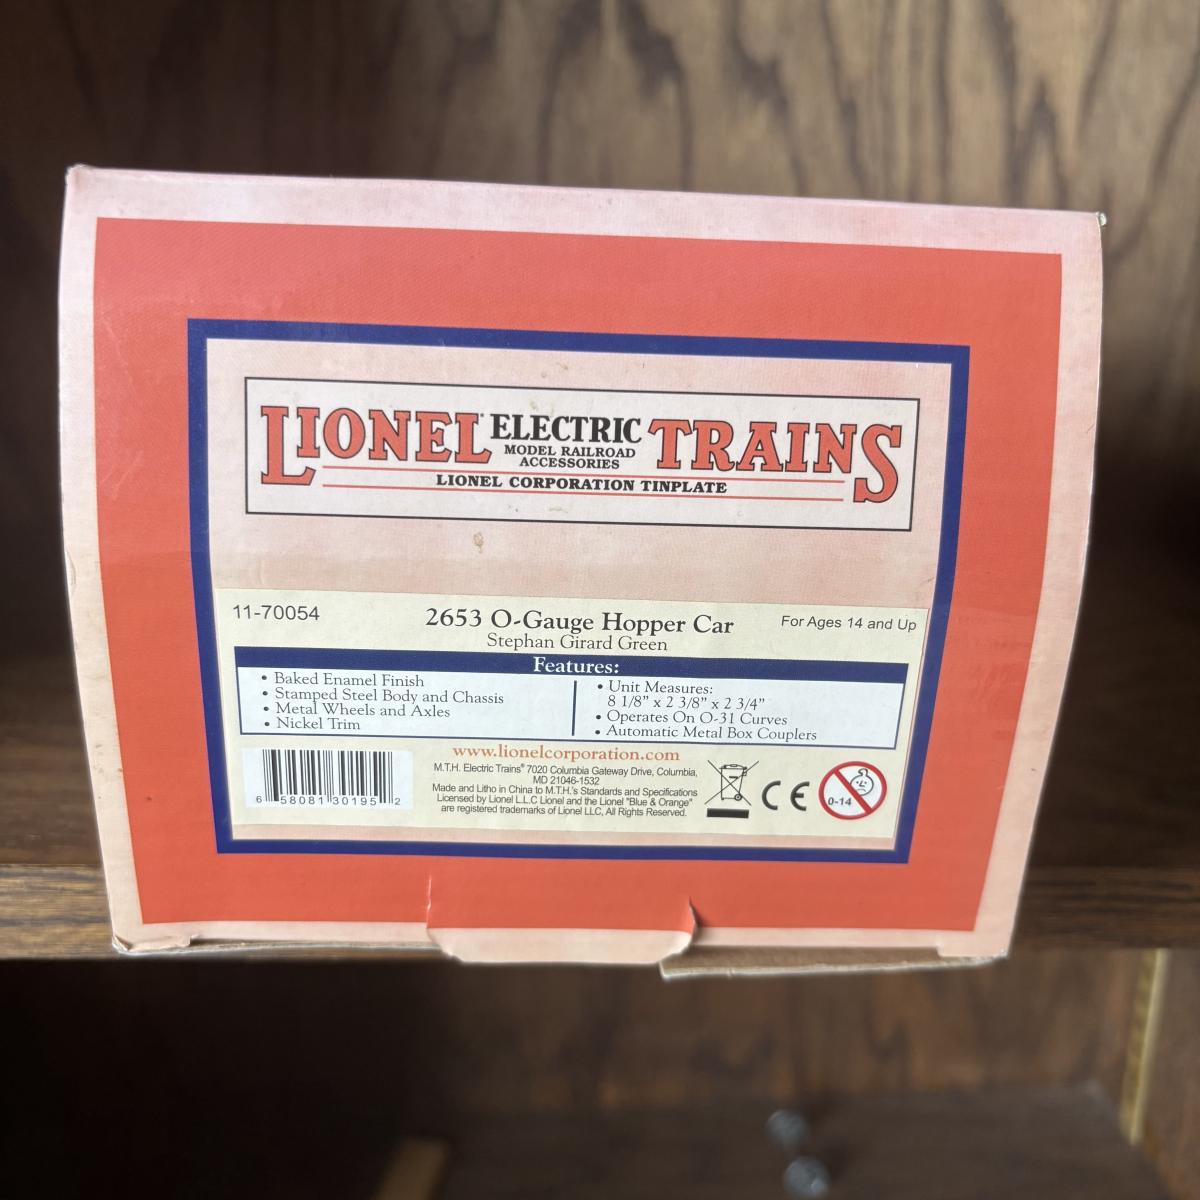 LIONEL ELECTRIC TRAINS
MODEL RAILROAD
ACCESSORIES
LIONEL CORPORATION TINPLATE
11-70054
2653 O-Gauge Hopper Car
For Ages 14 and Up
Stephan Girard Green
Features:
• Baked Enamel Finish
• Stamped Steel Body and Chassis
• Metal Wheels and Axles
• Nickel Trim
• Unit Measures:
8 1/8” x 2 3/8” x 2 3/4”
• Operates On O-31 Curves
• Automatic Metal Box Couplers
www.lionelcorporation.com
M.T.H. Electric Trains® 7020 Columbia Gateway Drive, Columbia,
MD 21046-1532
Made and Litho in China to M.T.H.'s Standards and Specifications
Licensed by Lionel L.L.C Lionel and the Lionel "Blue & Orange"
are registered trademarks of Lionel LLC, All Rights Reserved.
6 58081 30195 2
CE
0-14